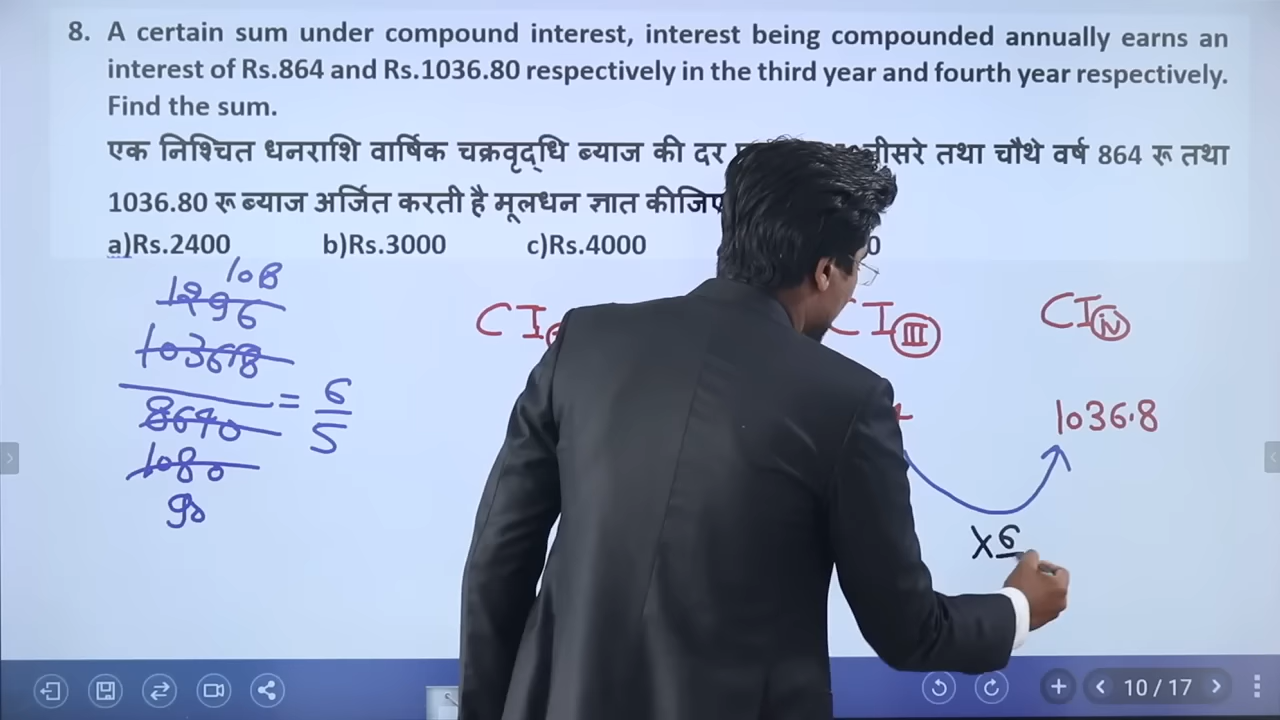 8. A certain sum under compound interest, interest being compounded annually earns an
interest of Rs.864 and Rs.1036.80 respectively in the third year and fourth year respectively.
Find the sum.
एक निश्चित धनराशि वार्षिक चक्रवृद्धि ब्याज की दर तीसरे तथा चौथे वर्ष 864 रू तथा
1036.80 रू ब्याज अर्जित करती है मूलधन ज्ञात कीजिए
a)Rs.2400 b)Rs.3000 c)Rs.4000 0
108
1296
10368
8640
1080
90
= 6/5
CI CI III CI IV
1036.8
x 6
10 / 17